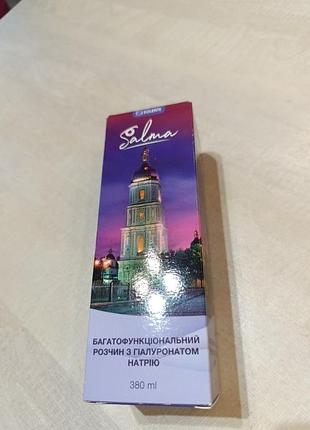 Salma
БАГАТОФУНКЦІОНАЛЬНИЙ
РОЗЧИН З ГІАЛУРОНАТОМ
НАТРІЮ
380 ml